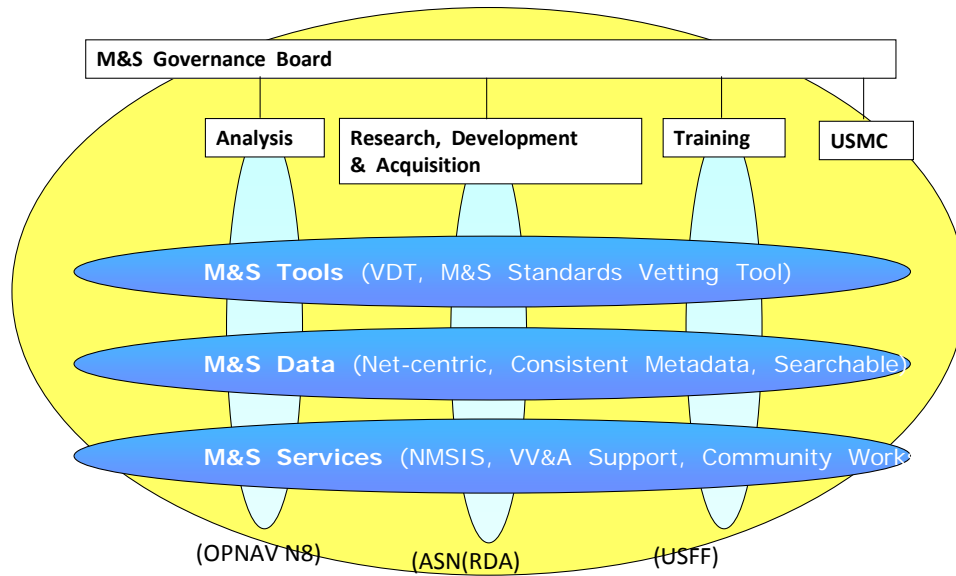 M&S Governance Board
Analysis
Research, Development
& Acquisition
Training
USMC
M&S Tools (VDT, M&S Standards Vetting Tool)
M&S Data (Net-centric, Consistent Metadata, Searchable)
M&S Services (NMSIS, VV&A Support, Community Work
(OPNAV N8)
(ASN(RDA)
(USFF)